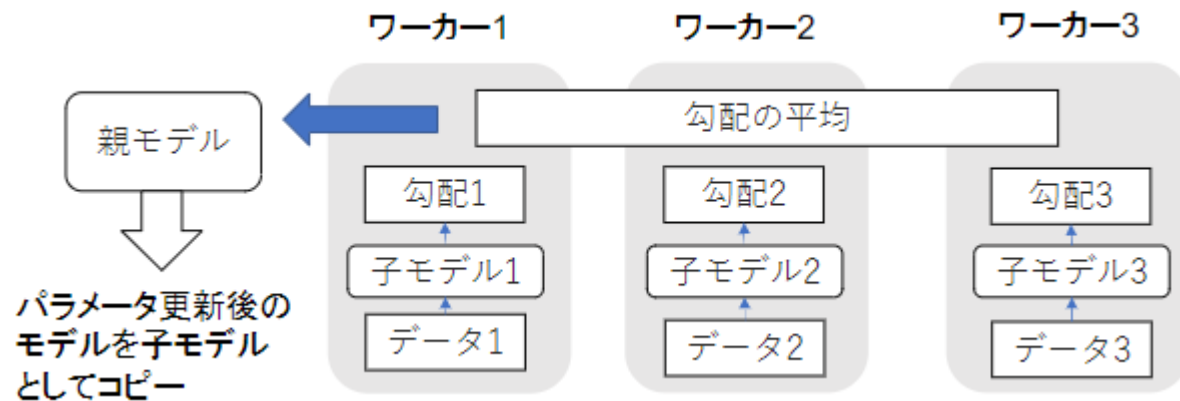 ワーカー1
ワーカー2
ワーカー3
親モデル
勾配の平均
勾配1
勾配2
勾配3
子モデル1
子モデル2
子モデル3
データ1
データ2
データ3
パラメータ更新後の
モデルを子モデル
としてコピー